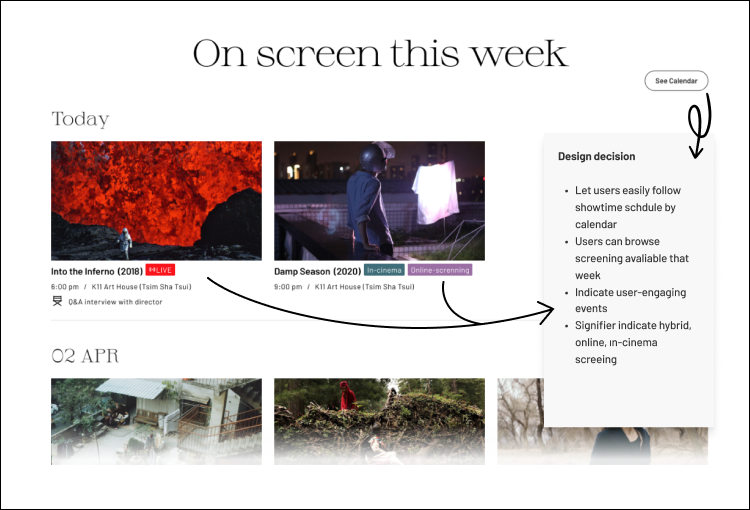 On screen this week
See Calendar
Today
Design decision
• Let users easily follow
showtime schdule by
calendar
• Users can browse
screening avaliable that
week
• Indicate user-engaging
events
• Signifier indicate hybrid,
online, in-cinema
screeing
Into the Inferno (2018) LIVE
6:00 pm / K11 Art House (Tsim Sha Tsui)
Q&A interview with director
Damp Season (2020) In-cinema Online-screnning
9:00 pm / K11 Art House (Tsim Sha Tsui)
02 APR